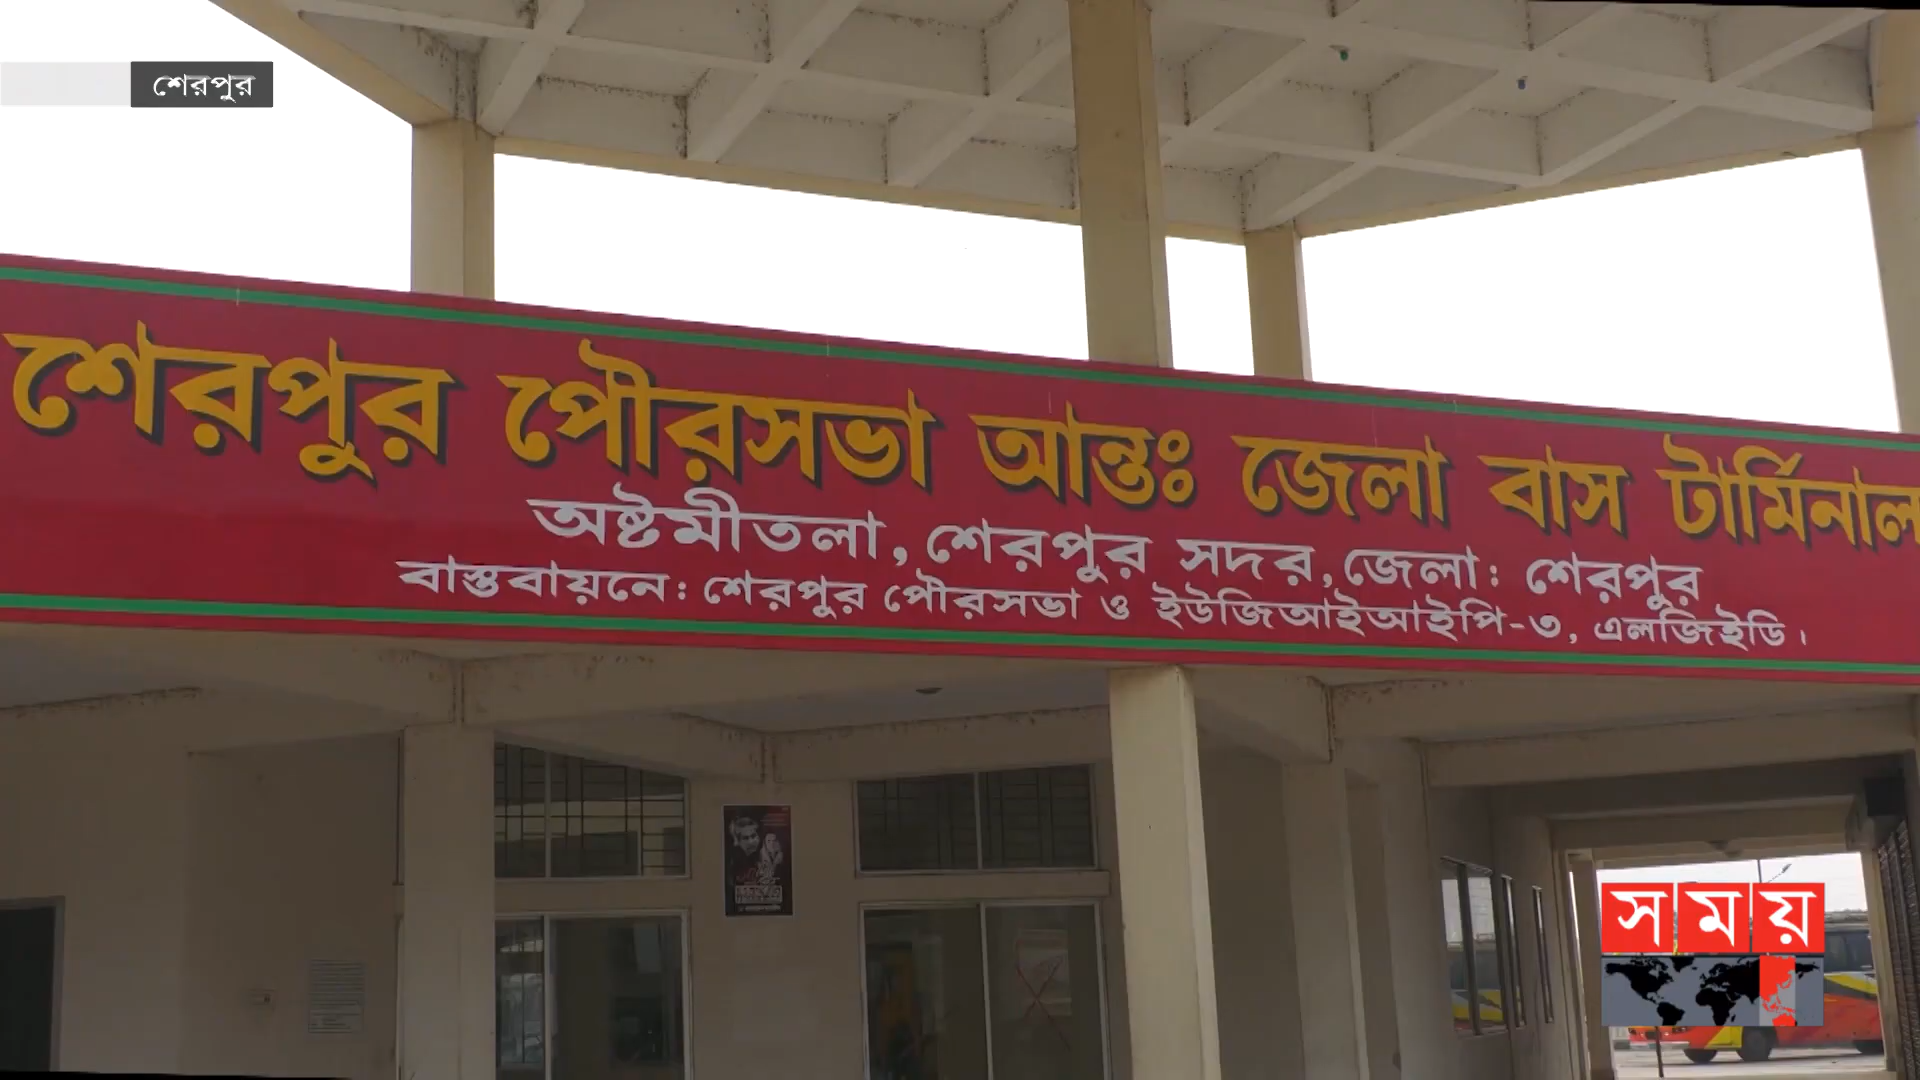 শেরপুর
শেরপুর পৌরসভা আন্তঃ জেলা বাস টার্মিনাল
অষ্টমীতলা, শেরপুর সদর, জেলা: শেরপুর
বাস্তবায়নে: শেরপুর পৌরসভা ও ইউজিআইআইপি-৩, এলজিইডি।
সময়